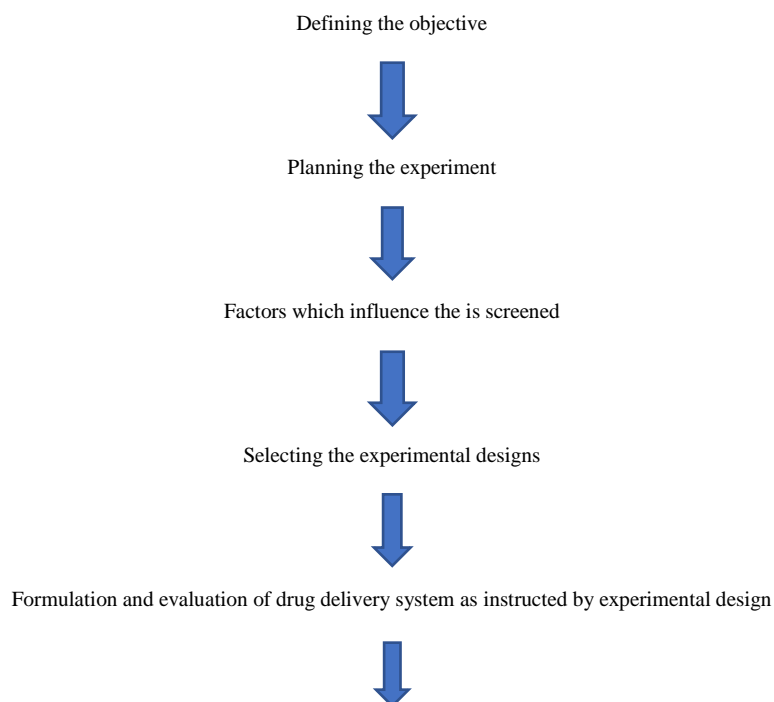 Defining the objective
Planning the experiment
Factors which influence the is screened
Selecting the experimental designs
Formulation and evaluation of drug delivery system as instructed by experimental design